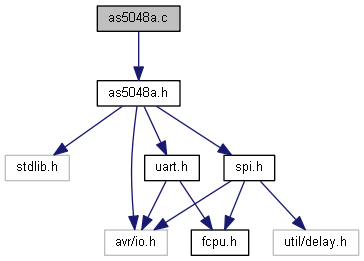 as5048a.c
as5048a.h
stdlib.h
uart.h
spi.h
avr/io.h
fcpu.h
util/delay.h